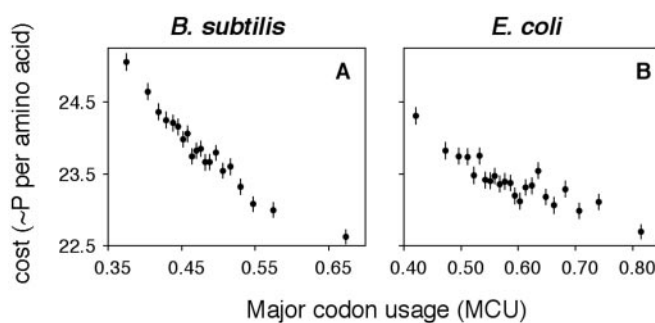 B. subtilis E. coli
cost (~P per amino acid)
24.5
23.5
22.5
A
B
0.35 0.45 0.55 0.65 0.40 0.50 0.60 0.70 0.80
Major codon usage (MCU)